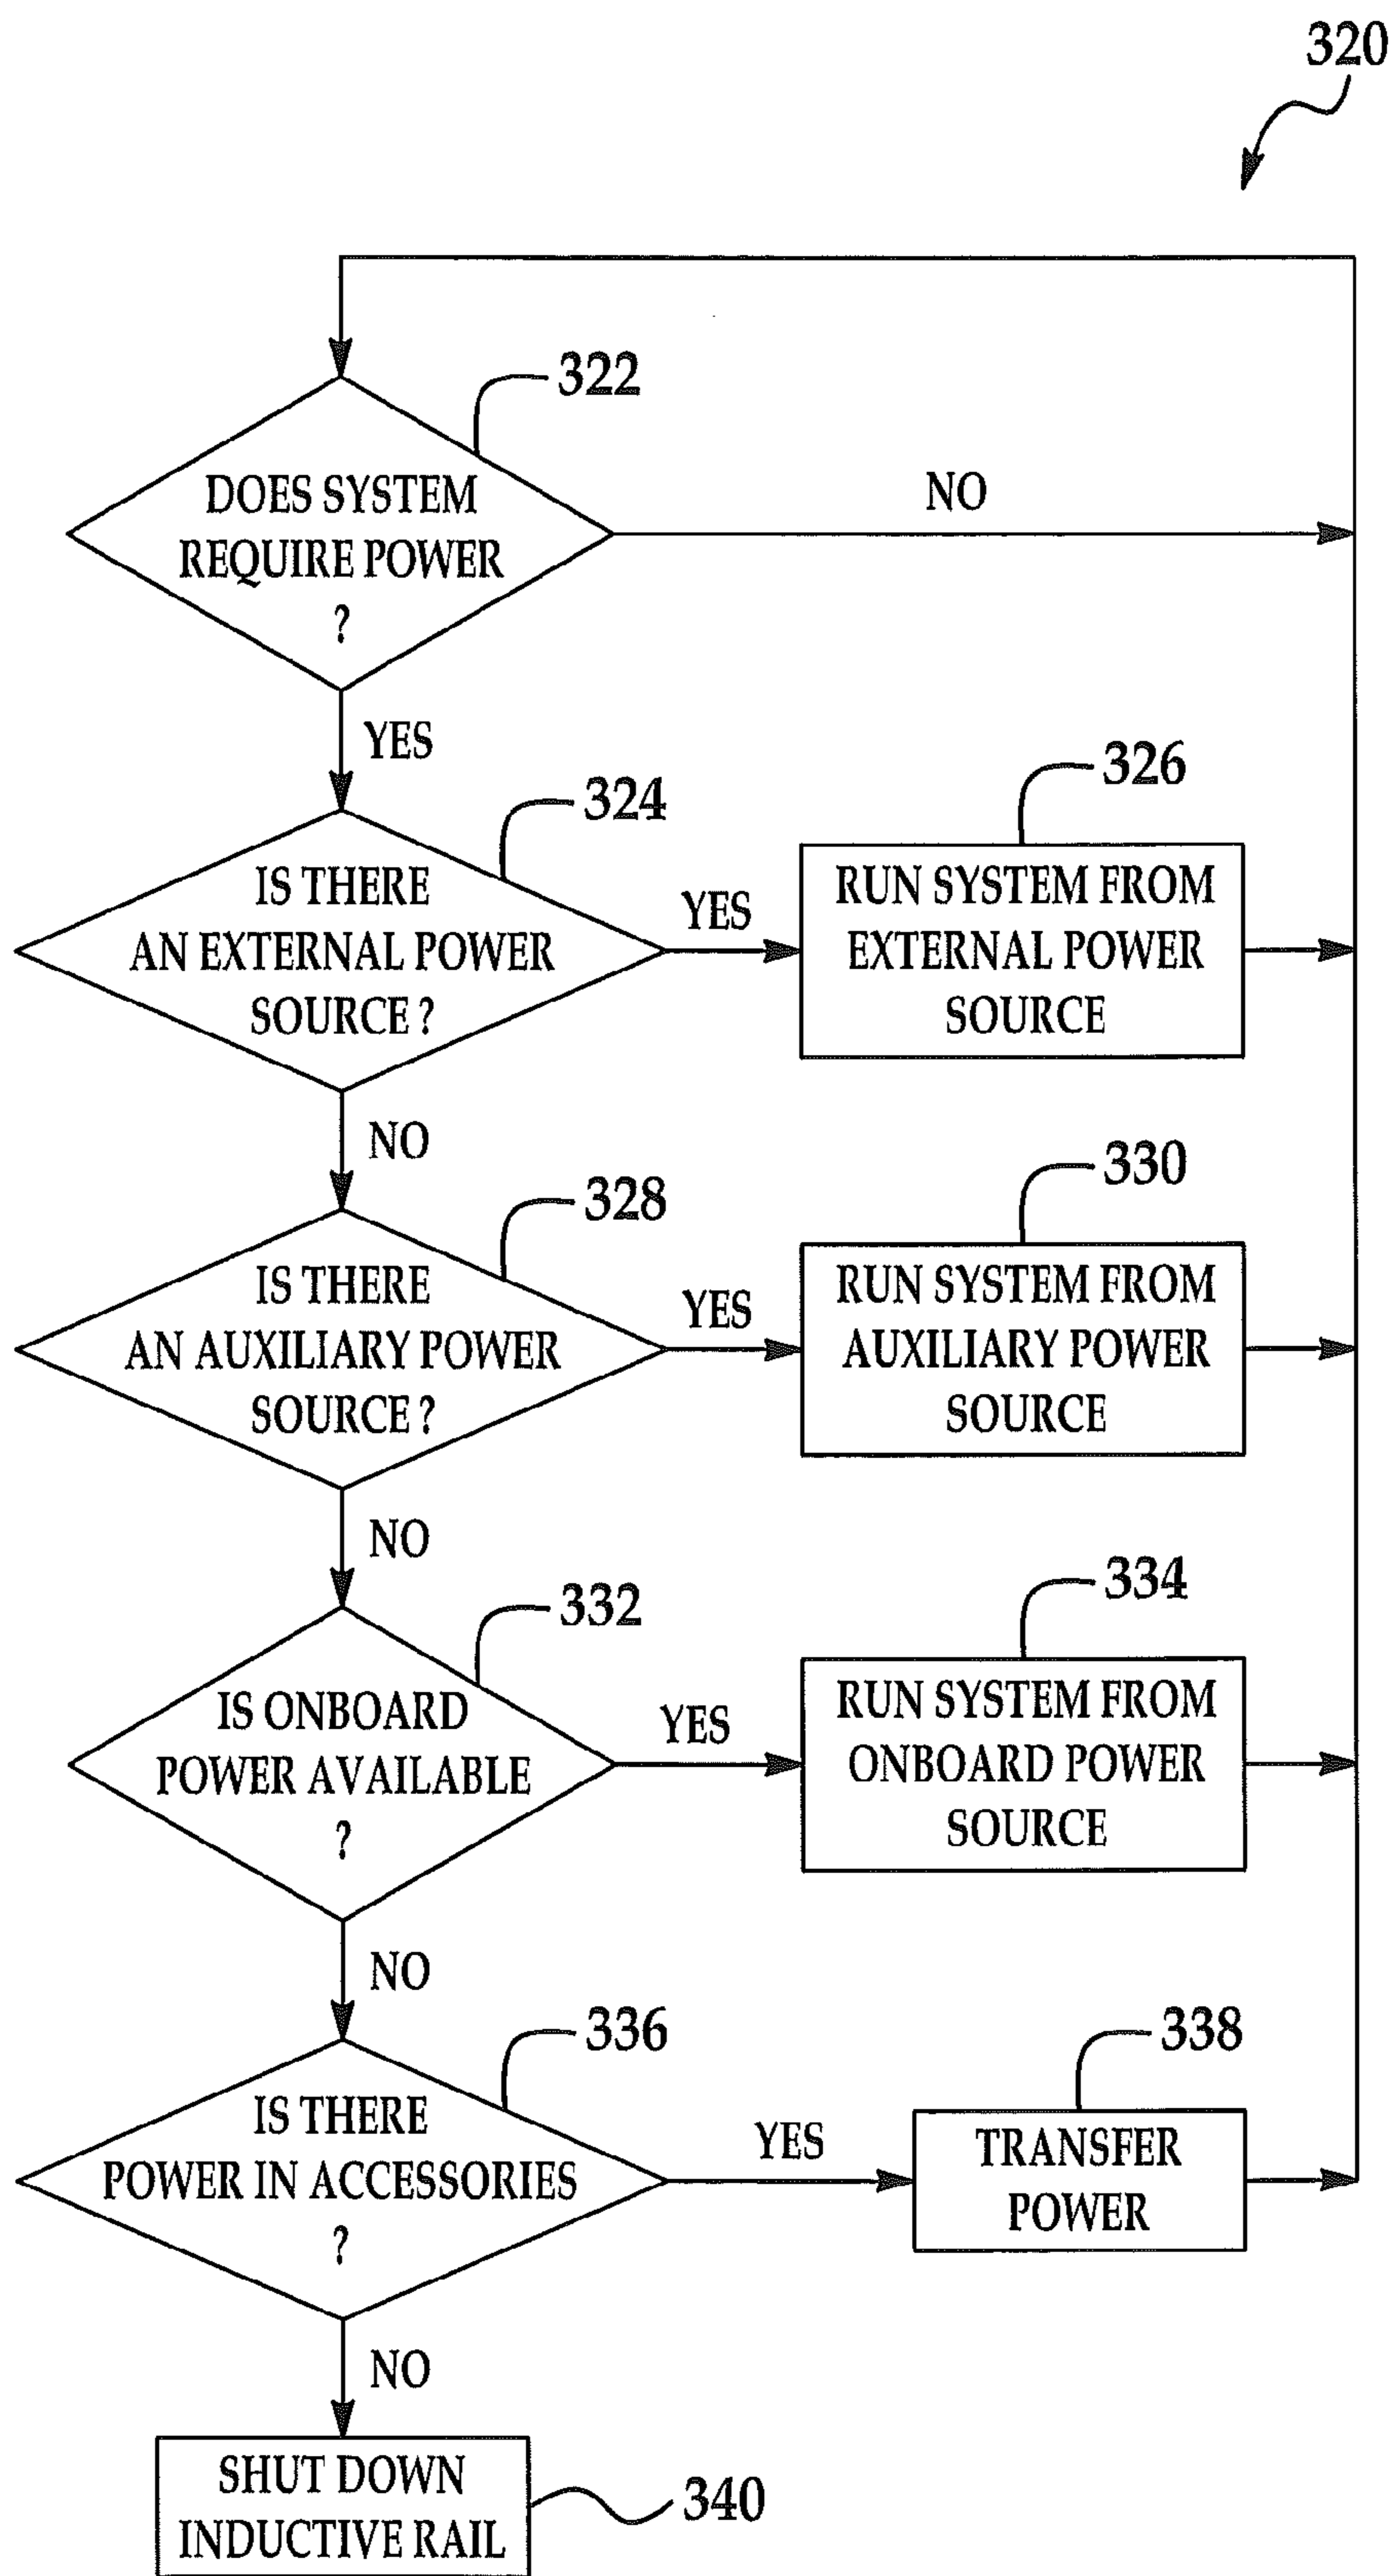 320
322
DOES SYSTEM
REQUIRE POWER
?
NO
YES
324
IS THERE
AN EXTERNAL POWER
SOURCE ?
YES
326
RUN SYSTEM FROM
EXTERNAL POWER
SOURCE
NO
328
IS THERE
AN AUXILIARY POWER
SOURCE ?
YES
330
RUN SYSTEM FROM
AUXILIARY POWER
SOURCE
NO
332
IS ONBOARD
POWER AVAILABLE
?
YES
334
RUN SYSTEM FROM
ONBOARD POWER
SOURCE
NO
336
IS THERE
POWER IN ACCESSORIES
?
YES
338
TRANSFER
POWER
NO
SHUT DOWN
INDUCTIVE RAIL
340